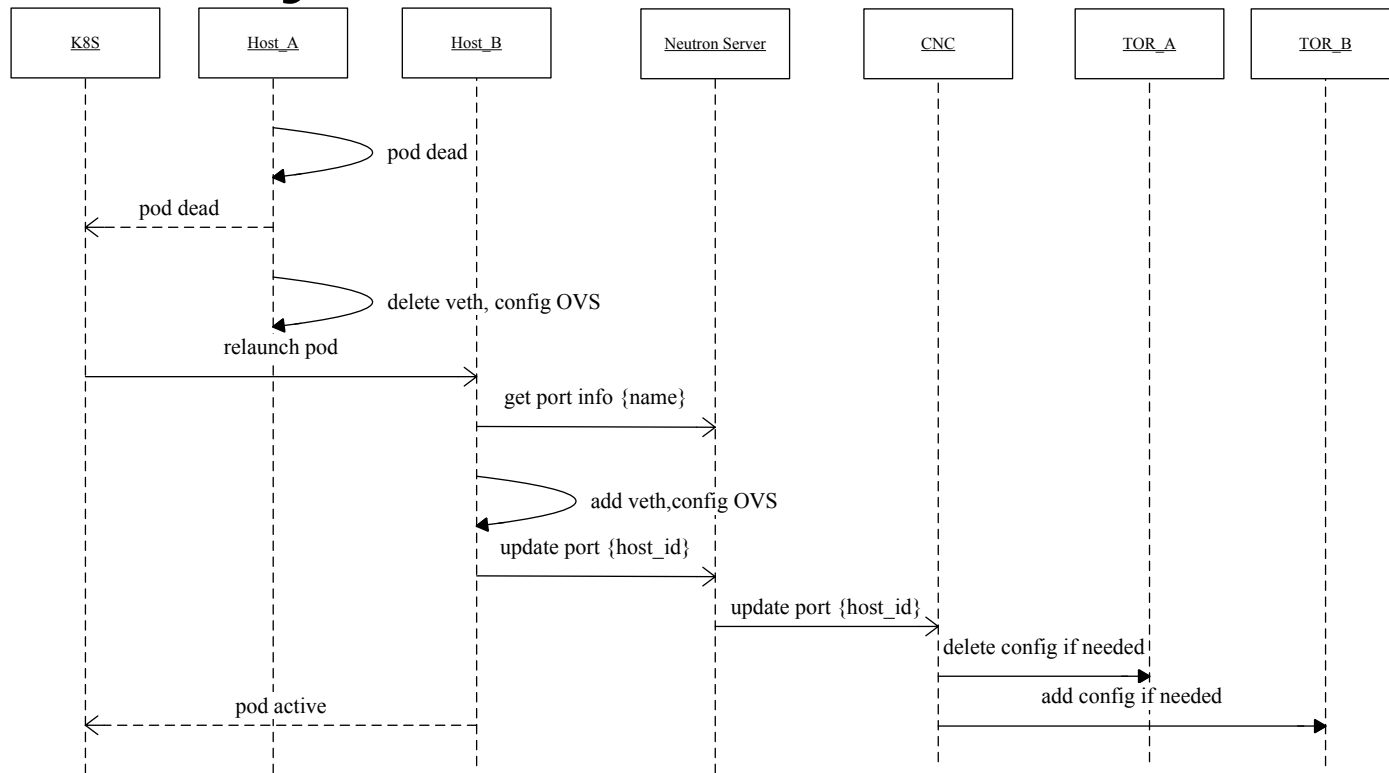 K8S
Host_A
Host_B
Neutron Server
CNC
TOR_A
TOR_B
pod dead
pod dead
delete veth, config OVS
relaunch pod
get port info {name}
add veth,config OVS
update port {host_id}
update port {host_id}
delete config if needed
add config if needed
pod active